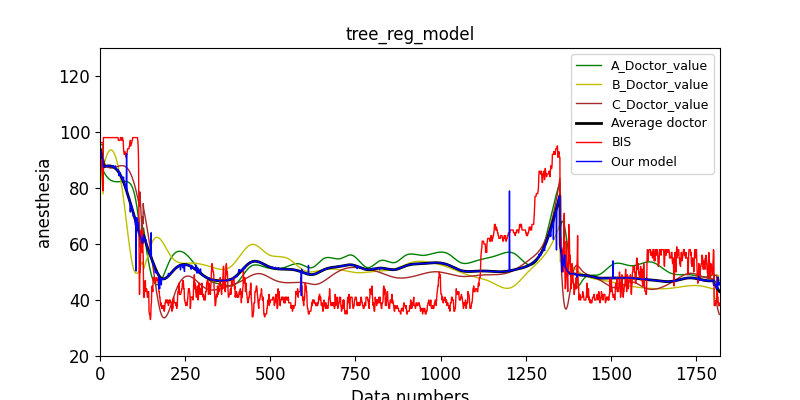 tree_reg_model
A_Doctor_value
B_Doctor_value
C_Doctor_value
Average doctor
BIS
Our model
anesthesia
120
100
80
60
40
20
0 250 500 750 1000 1250 1500 1750
Data numbers